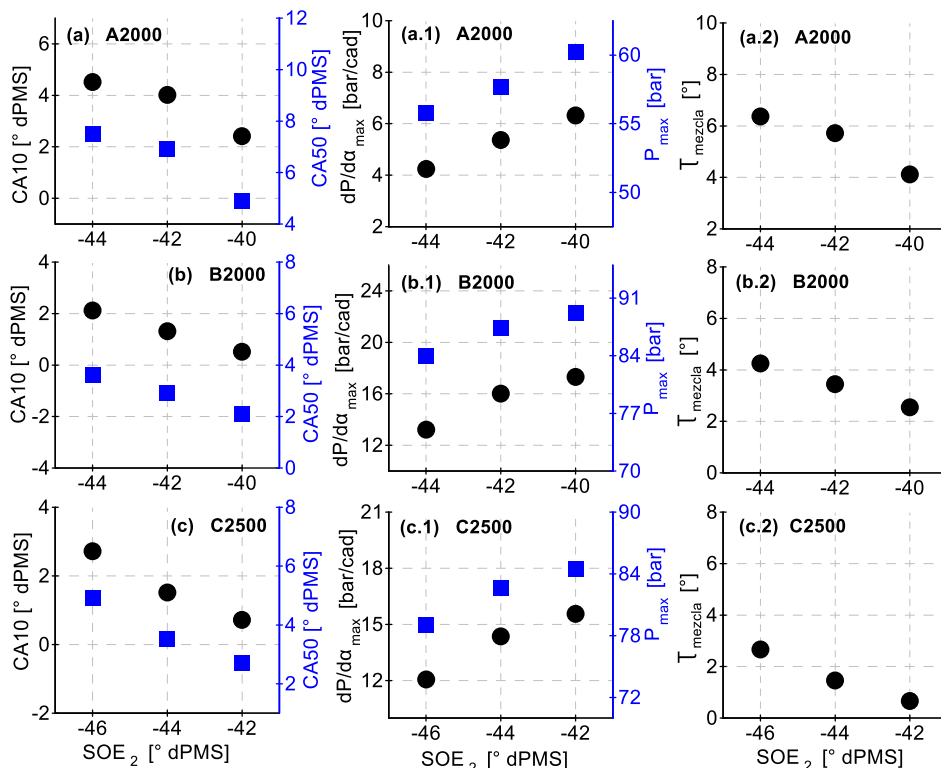 (a) A2000
CA10 [° dPMS]
6
4
2
0
12
10
8
6
4
CA50 [° dPMS]
-44 -42 -40
(a.1) A2000
dP/dα max [bar/cad]
10
8
6
4
2
60
55
50
P max [bar]
-44 -42 -40
(a.2) A2000
τ mezcla [°]
10
8
6
4
2
-44 -42 -40
(b) B2000
CA10 [° dPMS]
4
2
0
-2
-4
8
6
4
2
0
CA50 [° dPMS]
-44 -42 -40
(b.1) B2000
dP/dα max [bar/cad]
24
20
16
12
91
84
77
70
P max [bar]
-44 -42 -40
(b.2) B2000
τ mezcla [°]
8
6
4
2
0
-44 -42 -40
(c) C2500
CA10 [° dPMS]
4
2
0
-2
8
6
4
2
CA50 [° dPMS]
-46 -44 -42
SOE 2 [° dPMS]
(c.1) C2500
dP/dα max [bar/cad]
21
18
15
12
90
84
78
72
P max [bar]
-46 -44 -42
SOE 2 [° dPMS]
(c.2) C2500
τ mezcla [°]
8
6
4
2
0
-46 -44 -42
SOE 2 [° dPMS]